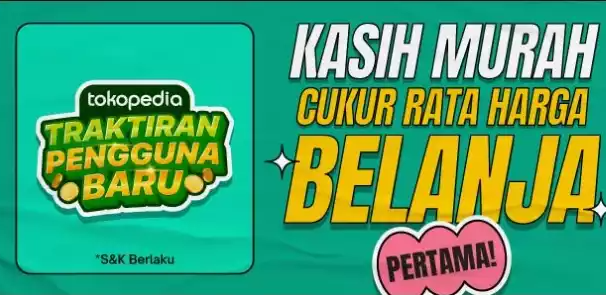 tokopedia
TRAKTIRAN
PENGGUNA
BARU
*S&K Berlaku
KASIH MURAH
CUKUR RATA HARGA
BELANJA
PERTAMA!